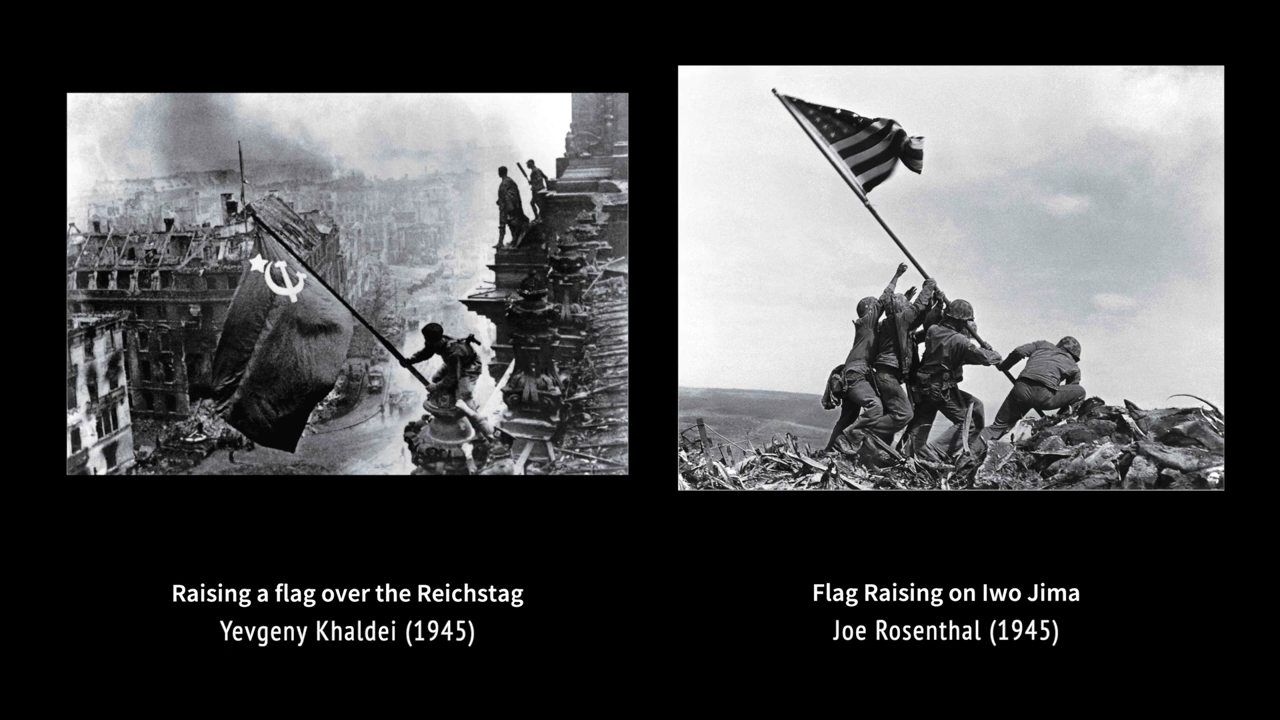 Raising a flag over the Reichstag
Yevgeny Khaldei (1945)
Flag Raising on Iwo Jima
Joe Rosenthal (1945)